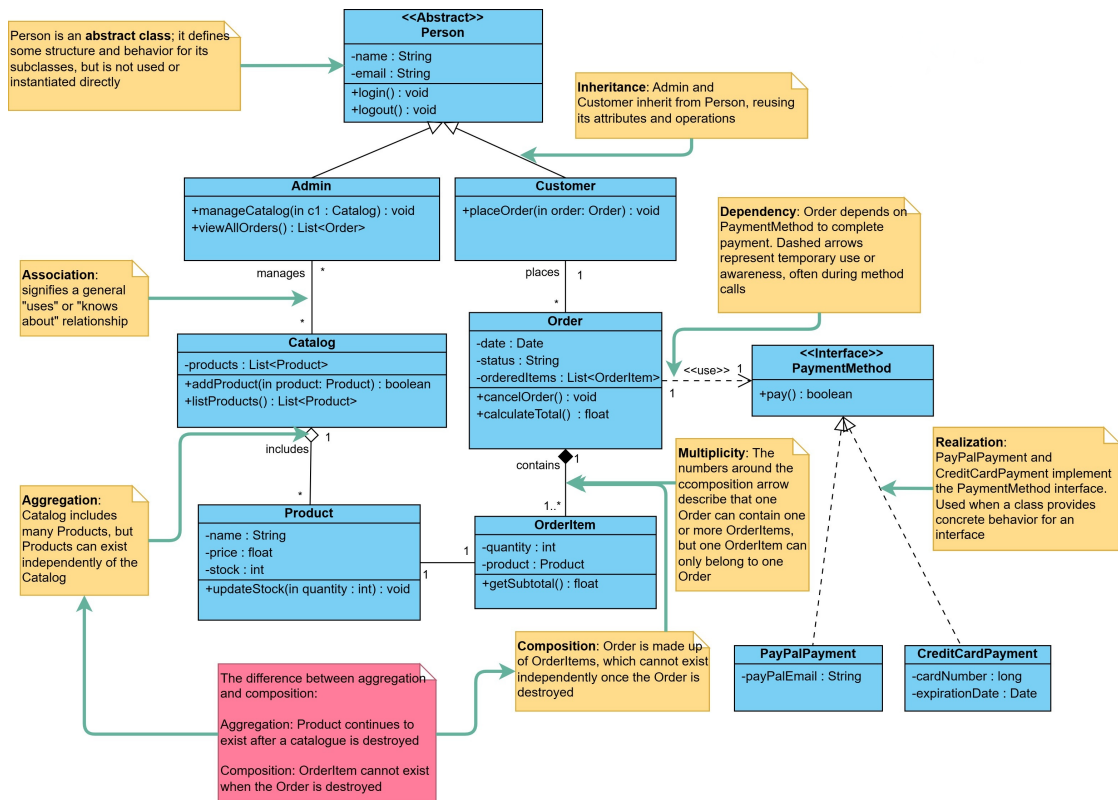 <<Abstract>>
Person
-name : String
-email : String
+login() : void
+logout() : void
Person is an abstract class; it defines
some structure and behavior for its
subclasses, but is not used or
instantiated directly
Inheritance: Admin and
Customer inherit from Person, reusing
its attributes and operations
Admin
+manageCatalog(in c1 : Catalog) : void
+viewAllOrders() : List<Order>
Customer
+placeOrder(in order: Order) : void
Dependency: Order depends on
PaymentMethod to complete
payment. Dashed arrows
represent temporary use or
awareness, often during method
calls
manages
*
*
places
1
*
Association:
signifies a general
"uses" or "knows
about" relationship
Catalog
-products : List<Product>
+addProduct(in product: Product) : boolean
+listProducts() : List<Product>
Order
-date : Date
-status : String
-orderedItems : List<OrderItem>
+cancelOrder() : void
+calculateTotal()  : float
<<use>>
1
1
<<Interface>>
PaymentMethod
+pay() : boolean
includes
1
*
contains
1
1..*
Multiplicity: The
numbers around the
ccomposition arrow
describe that one
Order can contain one
or more OrderItems,
but one OrderItem can
only belong to one
Order
Realization:
PayPalPayment and
CreditCardPayment implement
the PaymentMethod interface.
Used when a class provides
concrete behavior for an
interface
Aggregation:
Catalog includes
many Products, but
Products can exist
independently of the
Catalog
Product
-name : String
-price : float
-stock : int
+updateStock(in quantity : int) : void
1
1
OrderItem
-quantity : int
-product : Product
+getSubtotal() : float
Composition: Order is made up
of OrderItems, which cannot exist
independently once the Order is
destroyed
PayPalPayment
-payPalEmail : String
CreditCardPayment
-cardNumber : long
-expirationDate : Date
The difference between aggregation
and composition:
Aggregation: Product continues to
exist after a catalogue is destroyed
Composition: OrderItem cannot exist
when the Order is destroyed